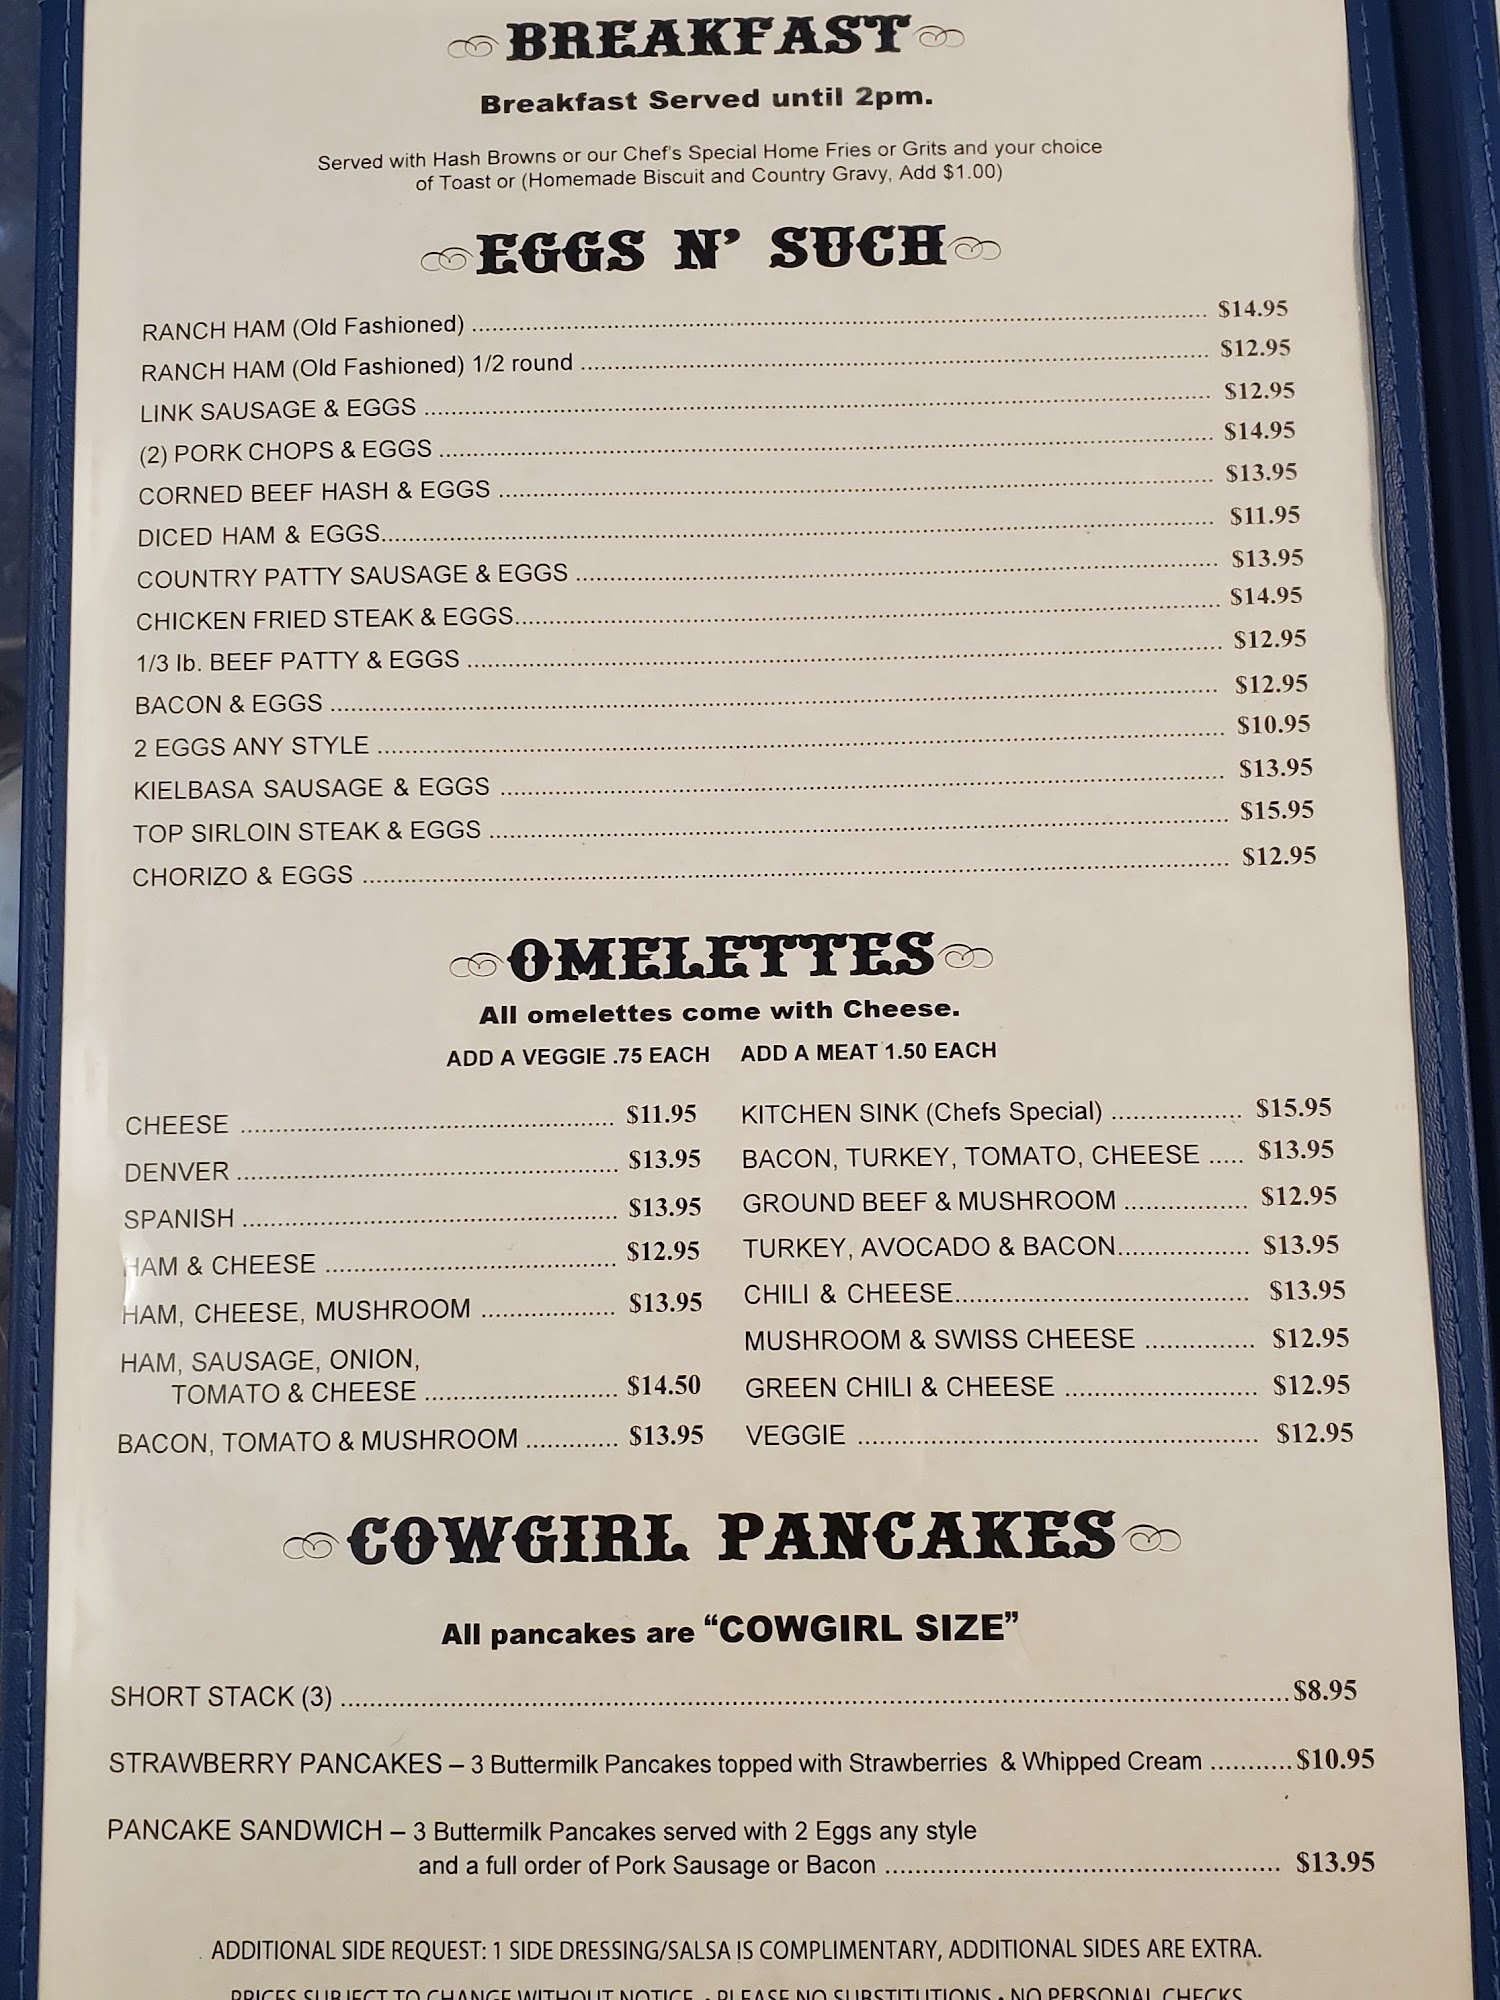 BREAKFAST
Breakfast Served until 2pm.
Served with Hash Browns or our Chef's Special Home Fries or Grits and your choice
of Toast or (Homemade Biscuit and Country Gravy, Add $1.00)
EGGS N' SUCH
RANCH HAM (Old Fashioned) $14.95
RANCH HAM (Old Fashioned) 1/2 round $12.95
LINK SAUSAGE & EGGS $12.95
(2) PORK CHOPS & EGGS $14.95
CORNED BEEF HASH & EGGS $13.95
DICED HAM & EGGS $11.95
COUNTRY PATTY SAUSAGE & EGGS $13.95
CHICKEN FRIED STEAK & EGGS $14.95
1/3 lb. BEEF PATTY & EGGS $12.95
BACON & EGGS $12.95
2 EGGS ANY STYLE $10.95
KIELBASA SAUSAGE & EGGS $13.95
TOP SIRLOIN STEAK & EGGS $15.95
CHORIZO & EGGS $12.95
OMELETTES
All omelettes come with Cheese.
ADD A VEGGIE .75 EACH ADD A MEAT 1.50 EACH
CHEESE $11.95
DENVER $13.95
SPANISH $13.95
HAM & CHEESE $12.95
HAM, CHEESE, MUSHROOM $13.95
HAM, SAUSAGE, ONION,
TOMATO & CHEESE $14.50
BACON, TOMATO & MUSHROOM $13.95
KITCHEN SINK (Chefs Special) $15.95
BACON, TURKEY, TOMATO, CHEESE $13.95
GROUND BEEF & MUSHROOM $12.95
TURKEY, AVOCADO & BACON $13.95
CHILI & CHEESE $13.95
MUSHROOM & SWISS CHEESE $12.95
GREEN CHILI & CHEESE $12.95
VEGGIE $12.95
COWGIRL PANCAKES
All pancakes are “COWGIRL SIZE”
SHORT STACK (3) $8.95
STRAWBERRY PANCAKES – 3 Buttermilk Pancakes topped with Strawberries & Whipped Cream $10.95
PANCAKE SANDWICH – 3 Buttermilk Pancakes served with 2 Eggs any style
and a full order of Pork Sausage or Bacon $13.95
ADDITIONAL SIDE REQUEST: 1 SIDE DRESSING/SALSA IS COMPLIMENTARY, ADDITIONAL SIDES ARE EXTRA.
PRICES SUBJECT TO CHANGE WITHOUT NOTICE • PLEASE NO SUBSTITUTIONS • NO PERSONAL CHECKS